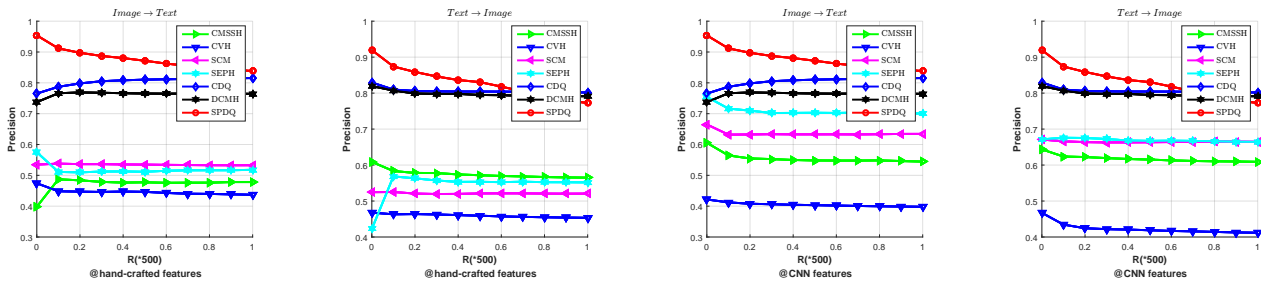 Image → Text
Precision
1
0.9
0.8
0.7
0.6
0.5
0.4
0.3
CMSSH
CVH
SCM
SEPH
CDQ
DCMH
SPDQ
0 0.2 0.4 0.6 0.8 1
R(*500)
@hand-crafted features
Text → Image
Precision
1
0.9
0.8
0.7
0.6
0.5
0.4
CMSSH
CVH
SCM
SEPH
CDQ
DCMH
SPDQ
0 0.2 0.4 0.6 0.8 1
R(*500)
@hand-crafted features
Image → Text
Precision
1
0.9
0.8
0.7
0.6
0.5
0.4
0.3
CMSSH
CVH
SCM
SEPH
CDQ
DCMH
SPDQ
0 0.2 0.4 0.6 0.8 1
R(*500)
@CNN features
Text → Image
Precision
1
0.9
0.8
0.7
0.6
0.5
0.4
CMSSH
CVH
SCM
SEPH
CDQ
DCMH
SPDQ
0 0.2 0.4 0.6 0.8 1
R(*500)
@CNN features